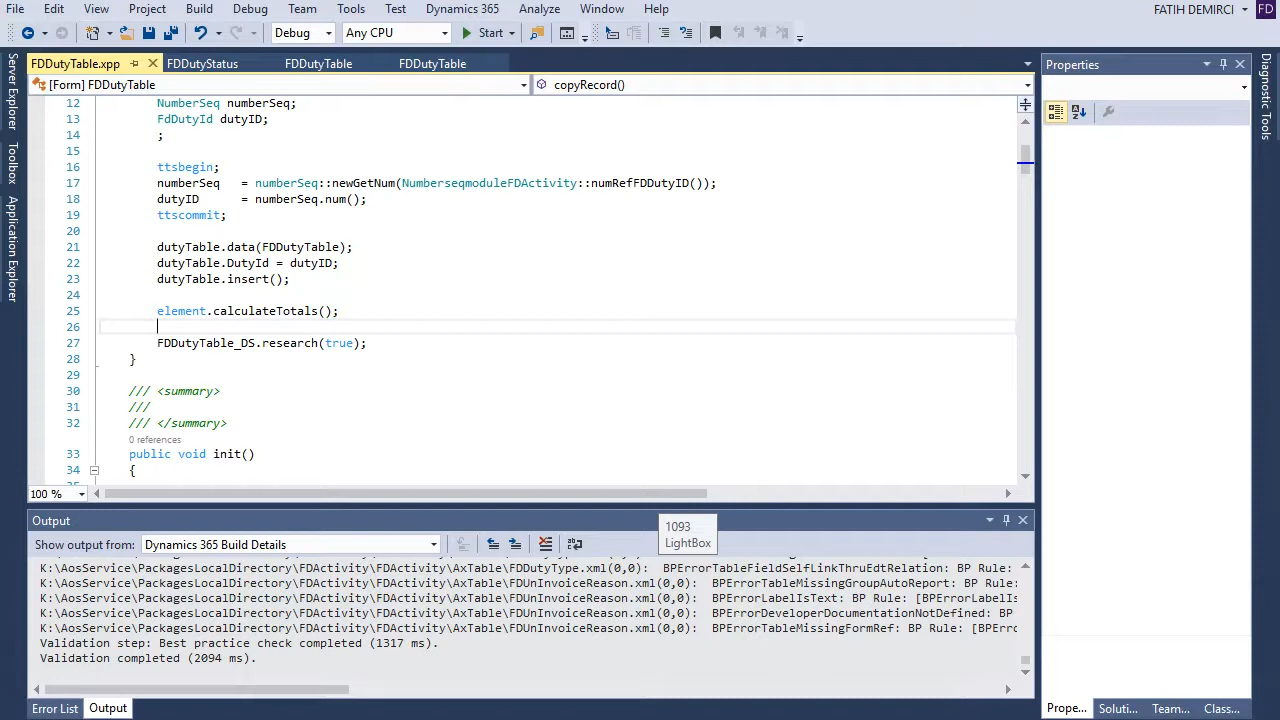 File Edit View Project Build Debug Team Tools Test Dynamics 365 Analyze Window Help FATIH DEMIRCI FD
Debug Any CPU Start
FDDutyTable.xpp FDDutyStatus FDDutyTable FDDutyTable Properties
[Form] FDDutyTable copyRecord()
12 NumberSeq numberSeq;
13 FdDutyId dutyID;
14 ;
15
16 ttsbegin;
17 numberSeq = numberSeq::newGetNum(NumberseqmoduleFDActivity::numRefFDDutyID());
18 dutyID = numberSeq.num();
19 ttscommit;
20
21 dutyTable.data(FDDutyTable);
22 dutyTable.DutyId = dutyID;
23 dutyTable.insert();
24
25 element.calculateTotals();
26
27 FDDutyTable_DS.research(true);
28 }
29
30 /// <summary>
31 ///
32 /// </summary>
0 references
33 public void init()
34 {
100 %
Output
1093
LightBox
Show output from: Dynamics 365 Build Details
K:\AosService\PackagesLocalDirectory\FDActivity\FDActivity\AxTable\FDDutyType.xml(0,0): BPErrorTableFieldSelfLinkThruEdtRelation: BP Rule:
K:\AosService\PackagesLocalDirectory\FDActivity\FDActivity\AxTable\FDUnInvoiceReason.xml(0,0): BPErrorTableMissingGroupAutoReport: BP Rule:
K:\AosService\PackagesLocalDirectory\FDActivity\FDActivity\AxTable\FDUnInvoiceReason.xml(0,0): BPErrorLabelIsText: BP Rule: [BPErrorLabelIs
K:\AosService\PackagesLocalDirectory\FDActivity\FDActivity\AxTable\FDUnInvoiceReason.xml(0,0): BPErrorDeveloperDocumentationNotDefined: BP
K:\AosService\PackagesLocalDirectory\FDActivity\FDActivity\AxTable\FDUnInvoiceReason.xml(0,0): BPErrorTableMissingFormRef: BP Rule: [BPErro
Validation step: Best practice check completed (1317 ms).
Validation completed (2094 ms).
Error List Output
Prope... Soluti... Team... Class...
Server Explorer
Toolbox
Application Explorer
Diagnostic Tools